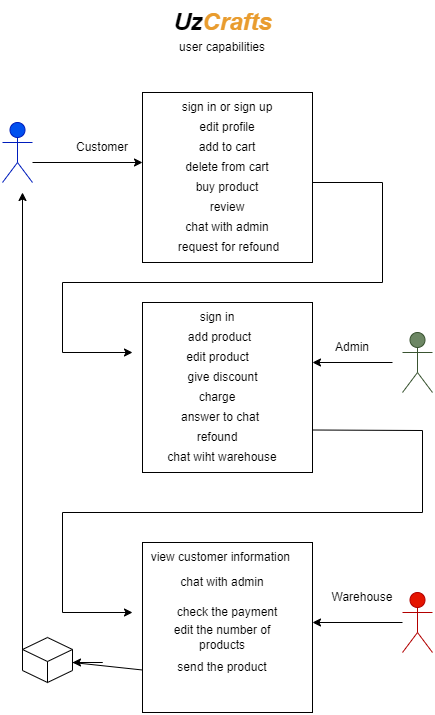 UzCrafts
user capabilities
sign in or sign up
edit profile
Customer
add to cart
delete from cart
buy product
review
chat with admin
request for refound
sign in
add product
Admin
edit product
give discount
charge
answer to chat
refound
chat wiht warehouse
view customer information
chat with admin
Warehouse
check the payment
edit the number of
products
send the product